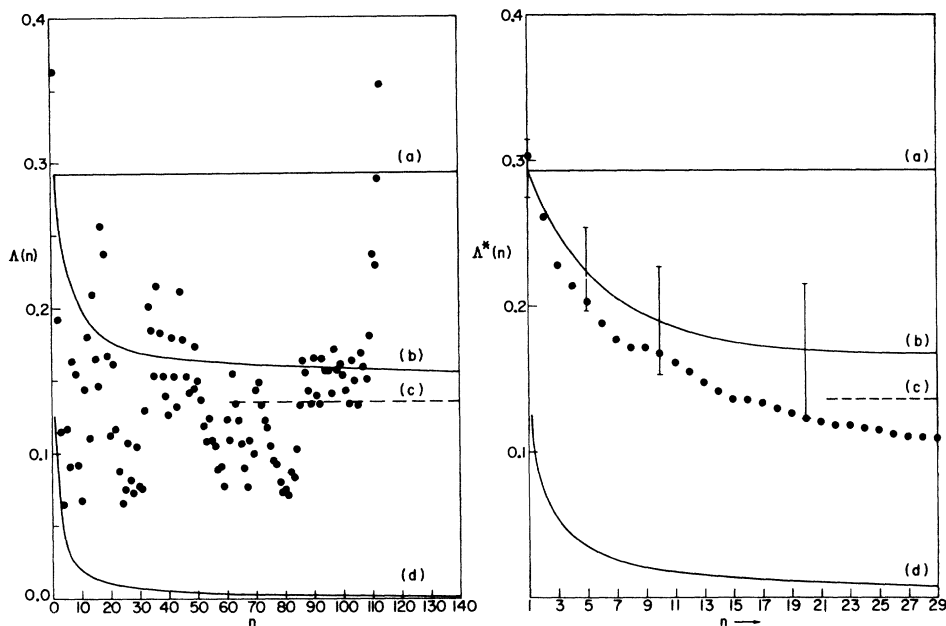 0.4
0.3
Λ(n)
0.2
0.1
0.0
(a)
(b)
(c)
(d)
0 10 20 30 40 50 60 70 80 90 100 110 120 130 140
n
0.4
0.3
Λ*(n)
0.2
0.1
(a)
(b)
(c)
(d)
1 3 5 7 9 11 13 15 17 19 21 23 25 27 29
n →